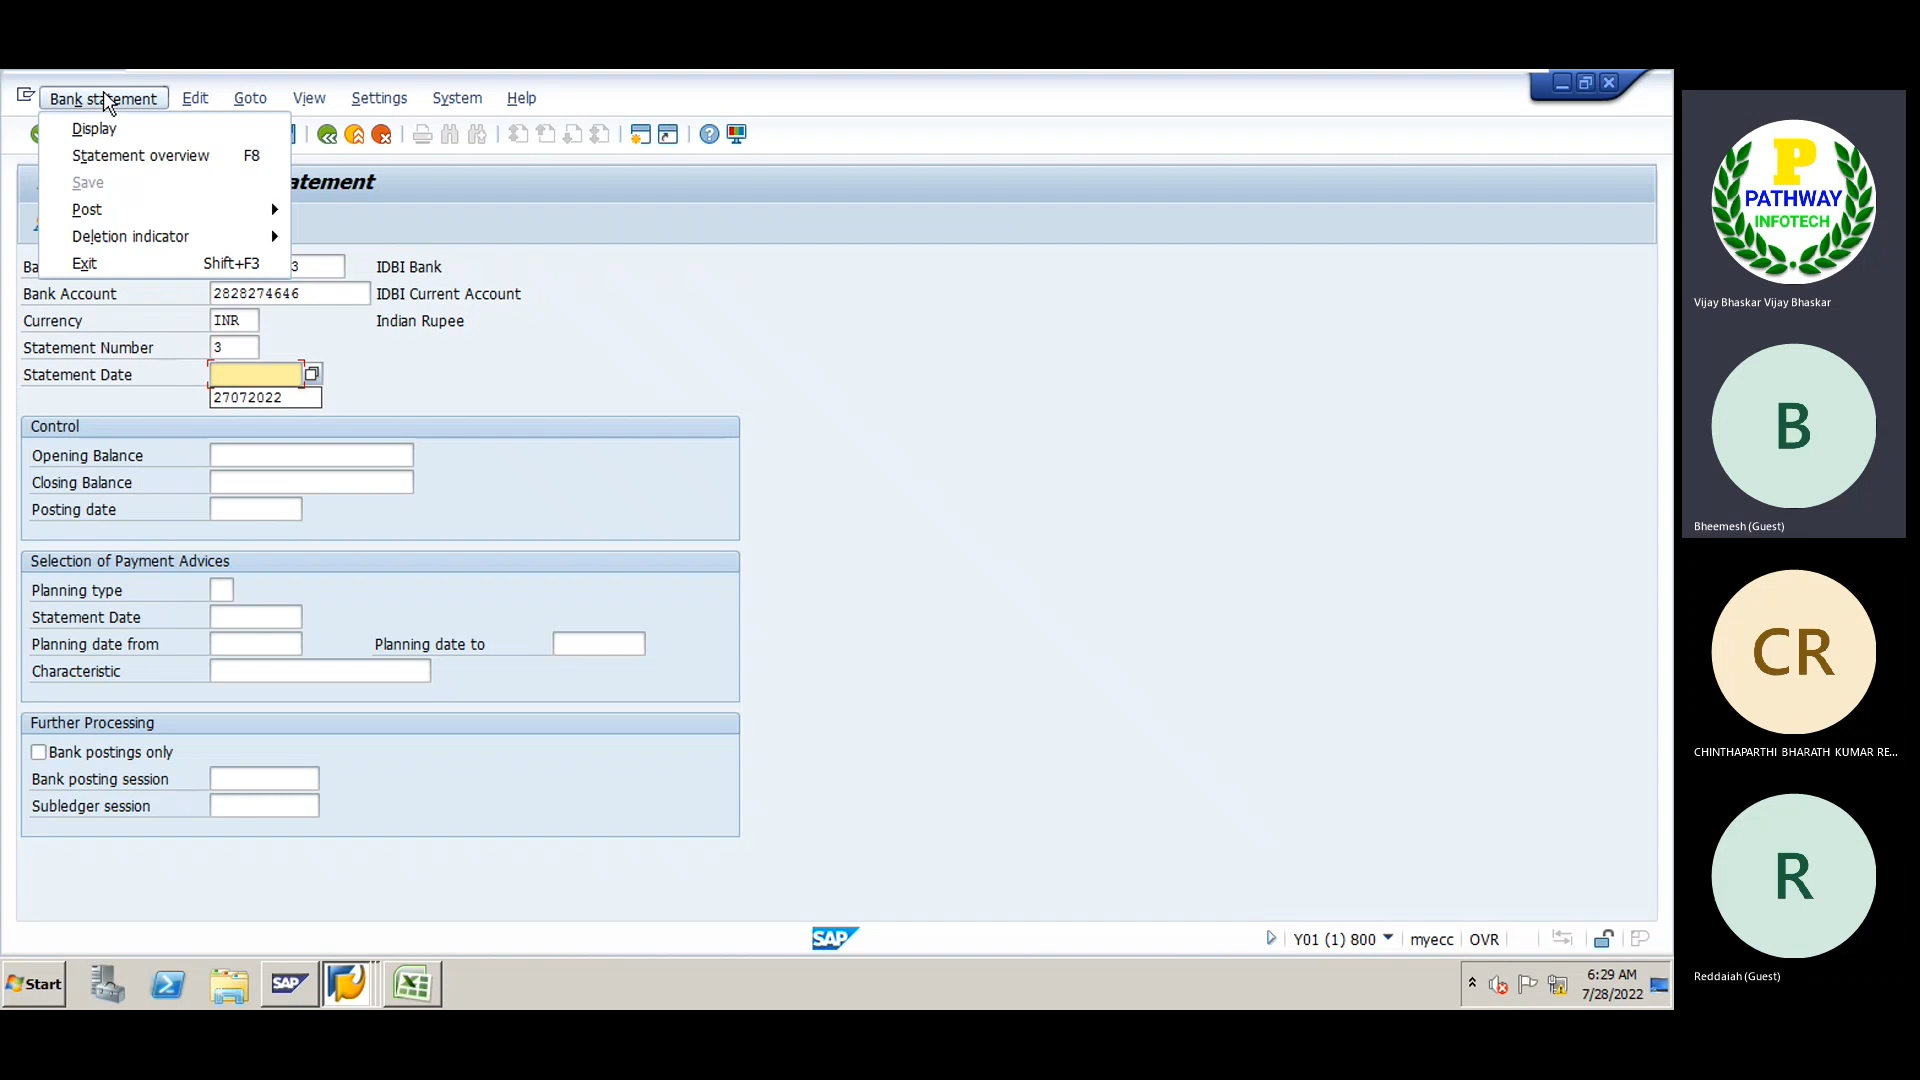 Bank statement Edit Goto View Settings System Help
Display
Statement overview F8
Save
Post
Deletion indicator
Exit Shift+F3
atement
Ba 3 IDBI Bank
Bank Account 2828274646 IDBI Current Account
Currency INR Indian Rupee
Statement Number 3
Statement Date
27072022
Control
Opening Balance
Closing Balance
Posting date
Selection of Payment Advices
Planning type
Statement Date
Planning date from Planning date to
Characteristic
Further Processing
Bank postings only
Bank posting session
Subledger session
SAP Y01 (1) 800 myecc OVR
Start SAP 6:29 AM
7/28/2022
P
PATHWAY
INFOTECH
Vijay Bhaskar Vijay Bhaskar
B
Bheemesh (Guest)
CR
CHINTHAPARTHI BHARATH KUMAR RE...
R
Reddaiah (Guest)